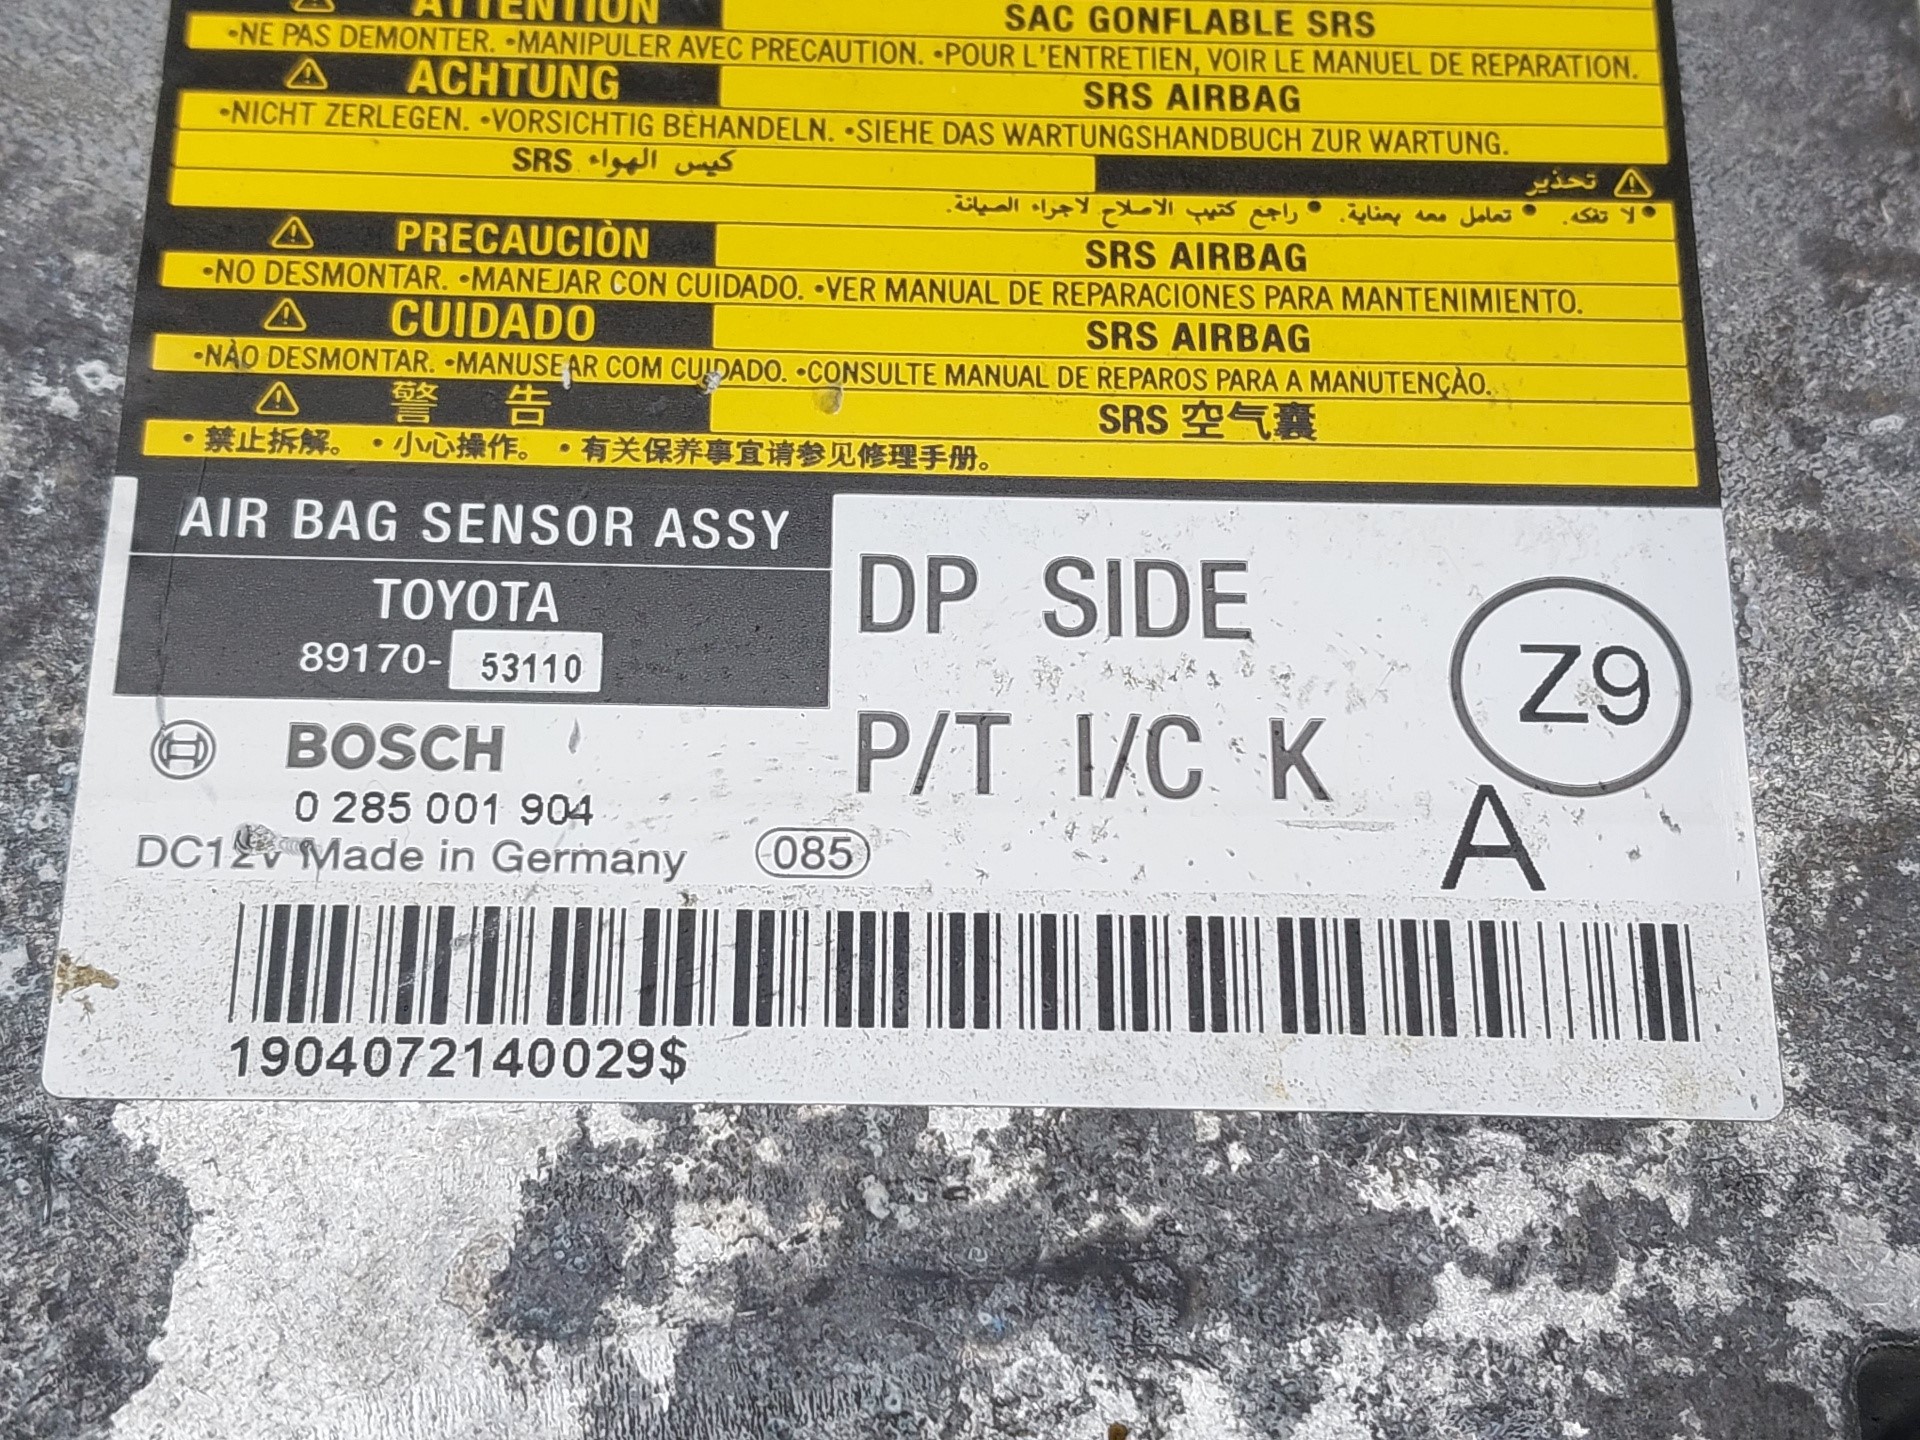 ATTENTION SAC GONFLABLE SRS
•NE PAS DEMONTER. •MANIPULER AVEC PRECAUTION. •POUR L'ENTRETIEN, VOIR LE MANUEL DE REPARATION.
ACHTUNG SRS AIRBAG
•NICHT ZERLEGEN. •VORSICHTIG BEHANDELN. •SIEHE DAS WARTUNGSHANDBUCH ZUR WARTUNG.
تحذير كيس الهواء SRS
• لا تفكه. • تعامل معه بعناية. • راجع كتيب الاصلاح لاجراء الصيانة.
PRECAUCIÒN SRS AIRBAG
•NO DESMONTAR. •MANEJAR CON CUIDADO. •VER MANUAL DE REPARACIONES PARA MANTENIMIENTO.
CUIDADO SRS AIRBAG
•NÃO DESMONTAR. •MANUSEAR COM CUIDADO. •CONSULTE MANUAL DE REPAROS PARA A MANUTENÇÃO.
警 告 SRS 空气囊
•禁止拆解。 •小心操作。 •有关保养事宜请参见修理手册。
AIR BAG SENSOR ASSY
TOYOTA
89170-53110
DP SIDE
Z9
BOSCH
P/T I/C K
0 285 001 904
A
DC12V Made in Germany 085
19040721 40029$